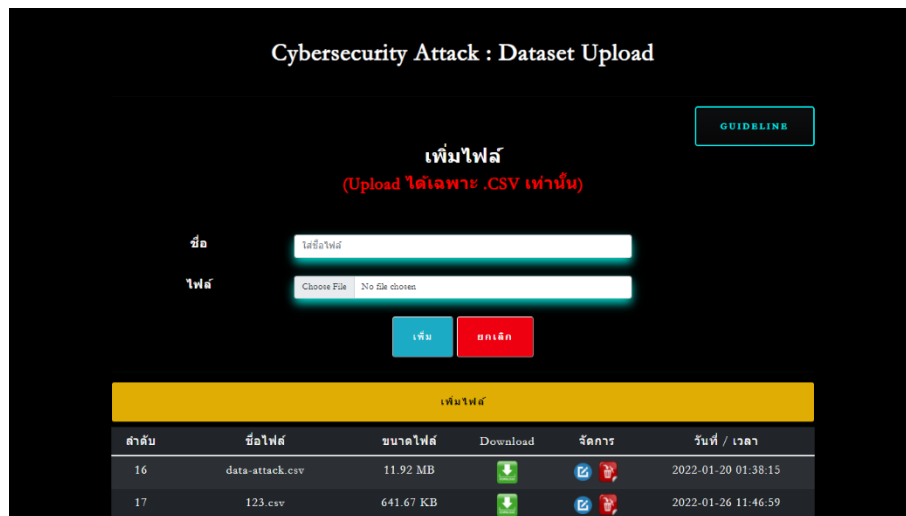 Cybersecurity Attack : Dataset Upload
GUIDELINE
เพิ่มไฟล์
(Upload ได้เฉพาะ .CSV เท่านั้น)
ชื่อ ใส่ชื่อไฟล์
ไฟล์ Choose File No file chosen
เพิ่ม ยกเลิก
เพิ่มไฟล์
ลำดับ ชื่อไฟล์ ขนาดไฟล์ Download จัดการ วันที่ / เวลา
16 data-attack.csv 11.92 MB 2022-01-20 01:38:15
17 123.csv 641.67 KB 2022-01-26 11:46:59